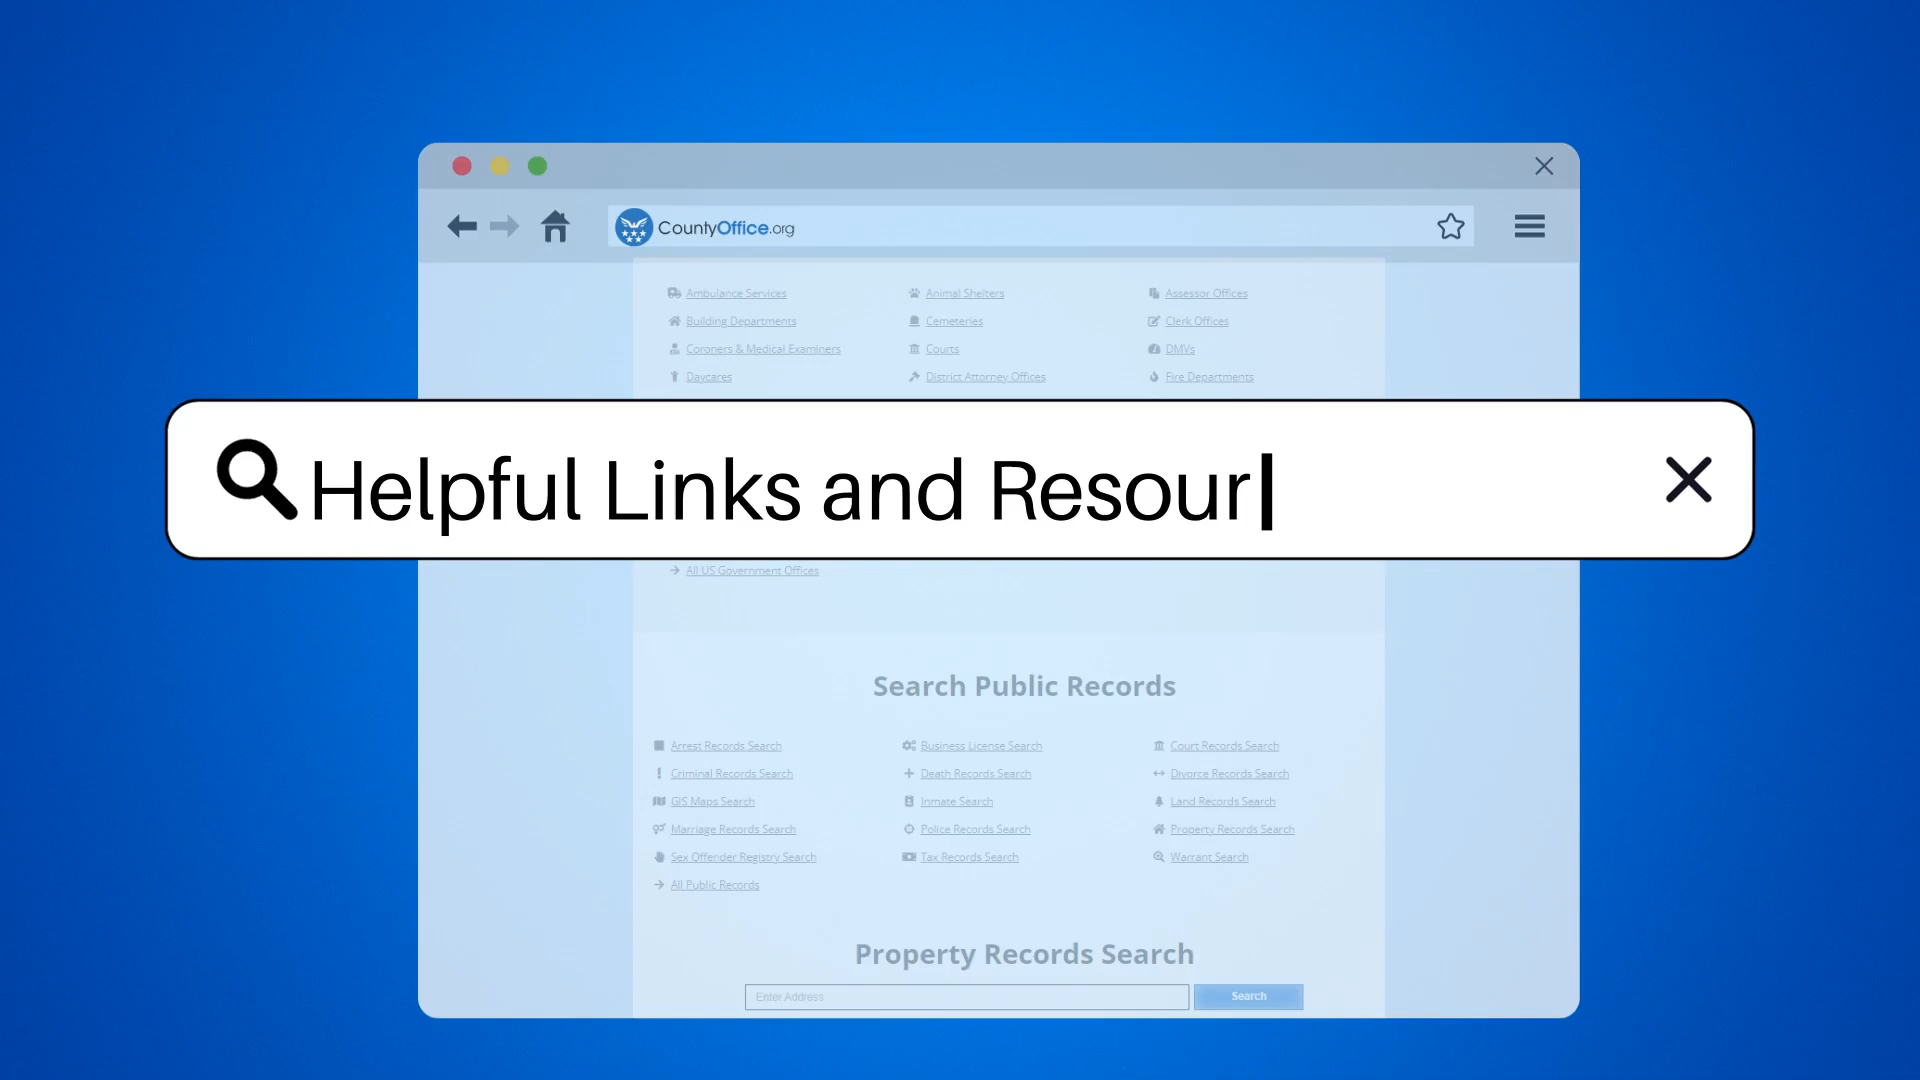 CountyOffice.org
Ambulance Services Animal Shelters Assessor Offices
Building Departments Cemeteries Clerk Offices
Coroners & Medical Examiners Courts DMVs
Daycares District Attorney Offices Fire Departments
Helpful Links and Resour
All US Government Offices
Search Public Records
Arrest Records Search Business License Search Court Records Search
Criminal Records Search Death Records Search Divorce Records Search
GIS Maps Search Inmate Search Land Records Search
Marriage Records Search Police Records Search Property Records Search
Sex Offender Registry Search Tax Records Search Warrant Search
All Public Records
Property Records Search
Enter Address Search